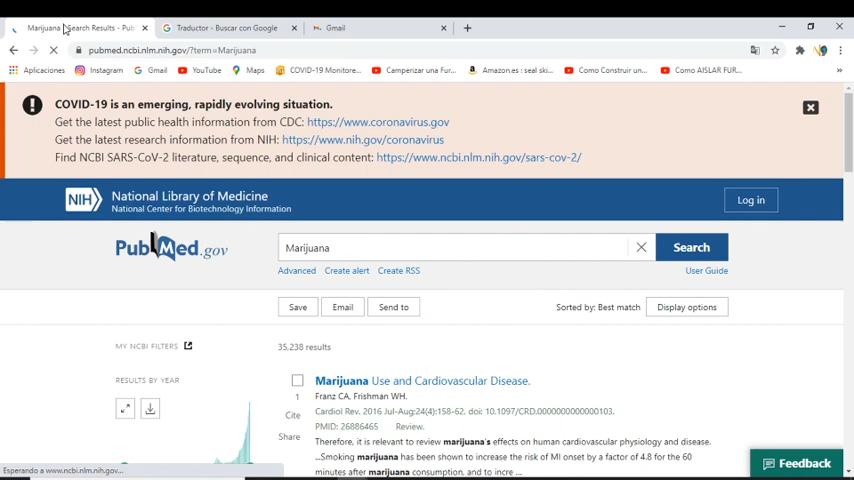 Marijuana - Search Results - Pub
Traductor - Buscar con Google
Gmail
pubmed.ncbi.nlm.nih.gov/?term=Marijuana
Aplicaciones
Instagram
Gmail
YouTube
Maps
COVID-19 Monitore...
Camperizar una Fur...
Amazon.es : seal skin...
Como Construir un...
Como AISLAR FUR...
COVID-19 is an emerging, rapidly evolving situation.
Get the latest public health information from CDC: https://www.coronavirus.gov
Get the latest research information from NIH: https://www.nih.gov/coronavirus
Find NCBI SARS-CoV-2 literature, sequence, and clinical content: https://www.ncbi.nlm.nih.gov/sars-cov-2/
NIH
National Library of Medicine
National Center for Biotechnology Information
Log in
PubMed.gov
Marijuana
Search
Advanced
Create alert
Create RSS
User Guide
Save
Email
Send to
Sorted by: Best match
Display options
MY NCBI FILTERS
35,238 results
RESULTS BY YEAR
Marijuana Use and Cardiovascular Disease.
1
Franz CA, Frishman WH.
Cite
Cardiol Rev. 2016 Jul-Aug;24(4):158-62. doi: 10.1097/CRD.0000000000000103.
PMID: 26886465 Review.
Share
Therefore, it is relevant to review marijuana's effects on human cardiovascular physiology and disease.
...Smoking marijuana has been shown to increase the risk of MI onset by a factor of 4.8 for the 60
minutes after marijuana consumption, and to incre ...
Feedback
Esperando a www.ncbi.nlm.nih.gov...